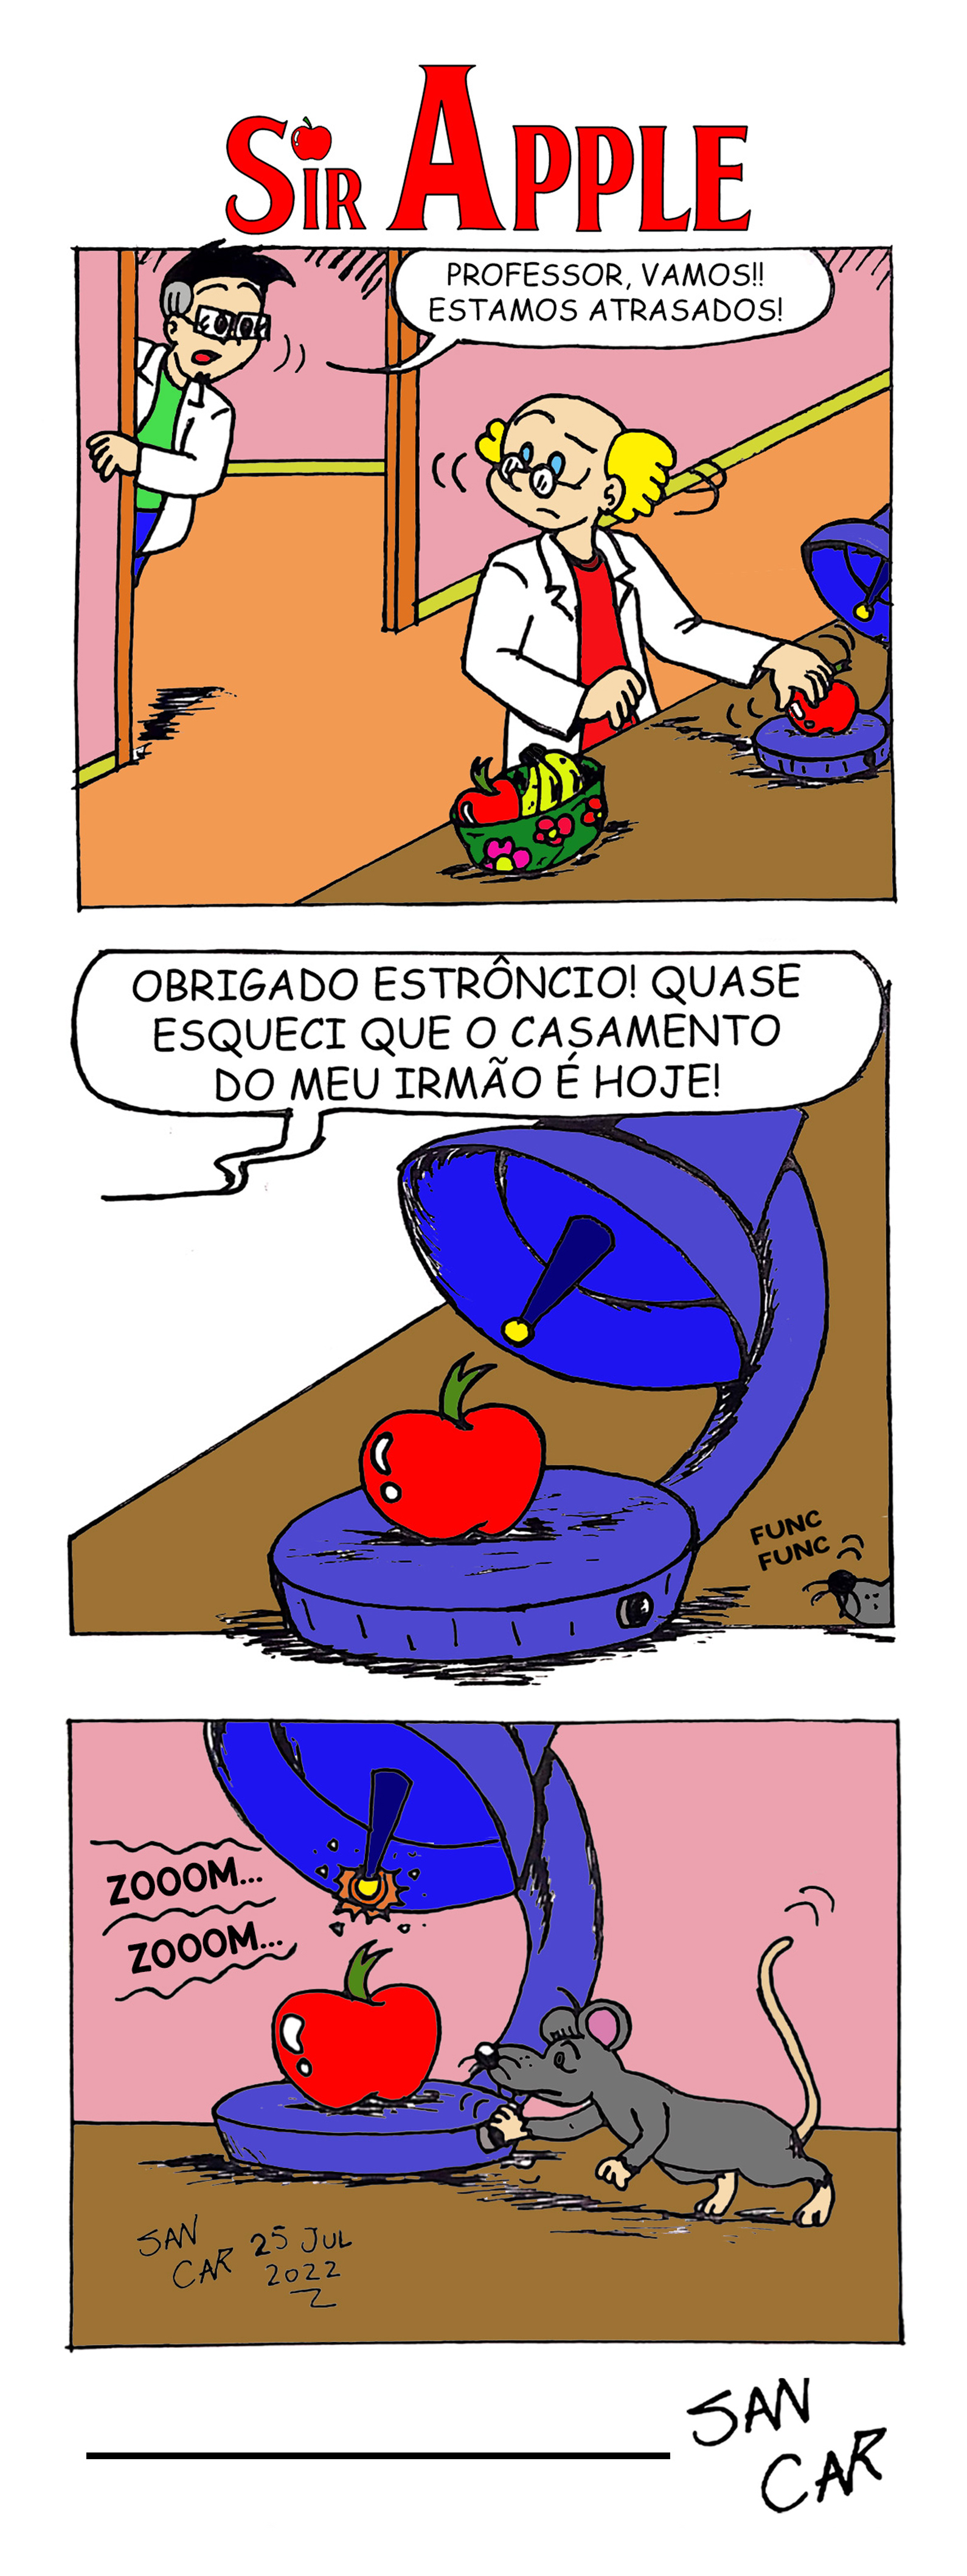 SIR APPLE
PROFESSOR, VAMOS!!
ESTAMOS ATRASADOS!
OBRIGADO ESTRÔNCIO! QUASE
ESQUECI QUE O CASAMENTO
DO MEU IRMÃO É HOJE!
FUNC
FUNC
ZOOOM...
ZOOOM...
SAN
CAR
25 JUL
2022
SAN
CAR